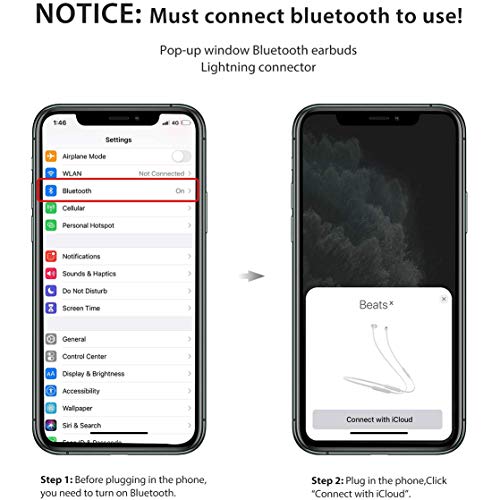 NOTICE: Must connect bluetooth to use!
Pop-up window Bluetooth earbuds
Lightning connector
1:46
4G
Settings
Airplane Mode
WLAN Not Connected
Bluetooth On
Cellular
Personal Hotspot
Notifications
Sounds & Haptics
Do Not Disturb
Screen Time
General
Control Center
Display & Brightness
Accessibility
Wallpaper
Siri & Search
Face ID & Passcode
Beats x
Connect with iCloud
Step 1: Before plugging in the phone,
you need to turn on Bluetooth.
Step 2: Plug in the phone,Click
“Connect with iCloud”.